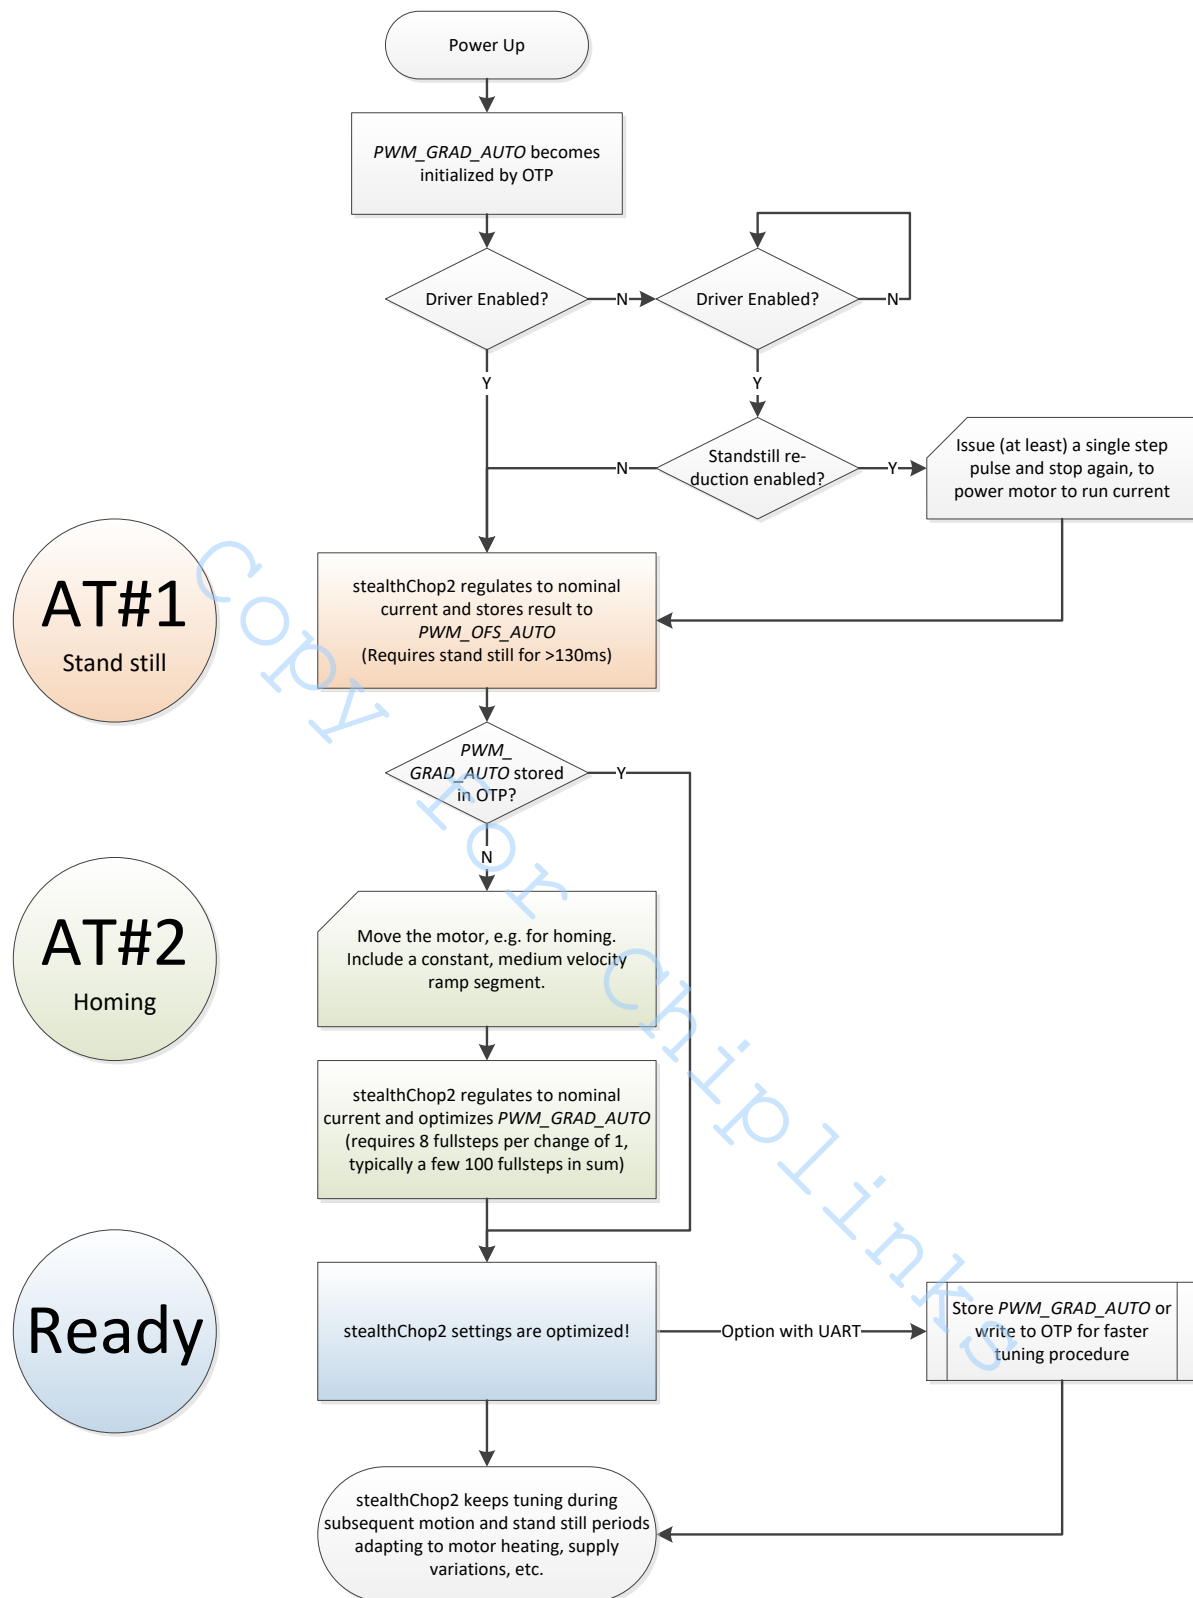 Power Up
PWM_GRAD_AUTO becomes
initialized by OTP
Driver Enabled?
N
Driver Enabled?
N
Y
Y
Standstill re-
duction enabled?
N
Y
Issue (at least) a single step
pulse and stop again, to
power motor to run current
AT#1
Stand still
stealthChop2 regulates to nominal
current and stores result to
PWM_OFS_AUTO
(Requires stand still for >130ms)
PWM_
GRAD_AUTO stored
in OTP?
Y
N
AT#2
Homing
Move the motor, e.g. for homing.
Include a constant, medium velocity
ramp segment.
stealthChop2 regulates to nominal
current and optimizes PWM_GRAD_AUTO
(requires 8 fullsteps per change of 1,
typically a few 100 fullsteps in sum)
Ready
stealthChop2 settings are optimized!
Option with UART
Store PWM_GRAD_AUTO or
write to OTP for faster
tuning procedure
stealthChop2 keeps tuning during
subsequent motion and stand still periods
adapting to motor heating, supply
variations, etc.
Copy for Chiplinks